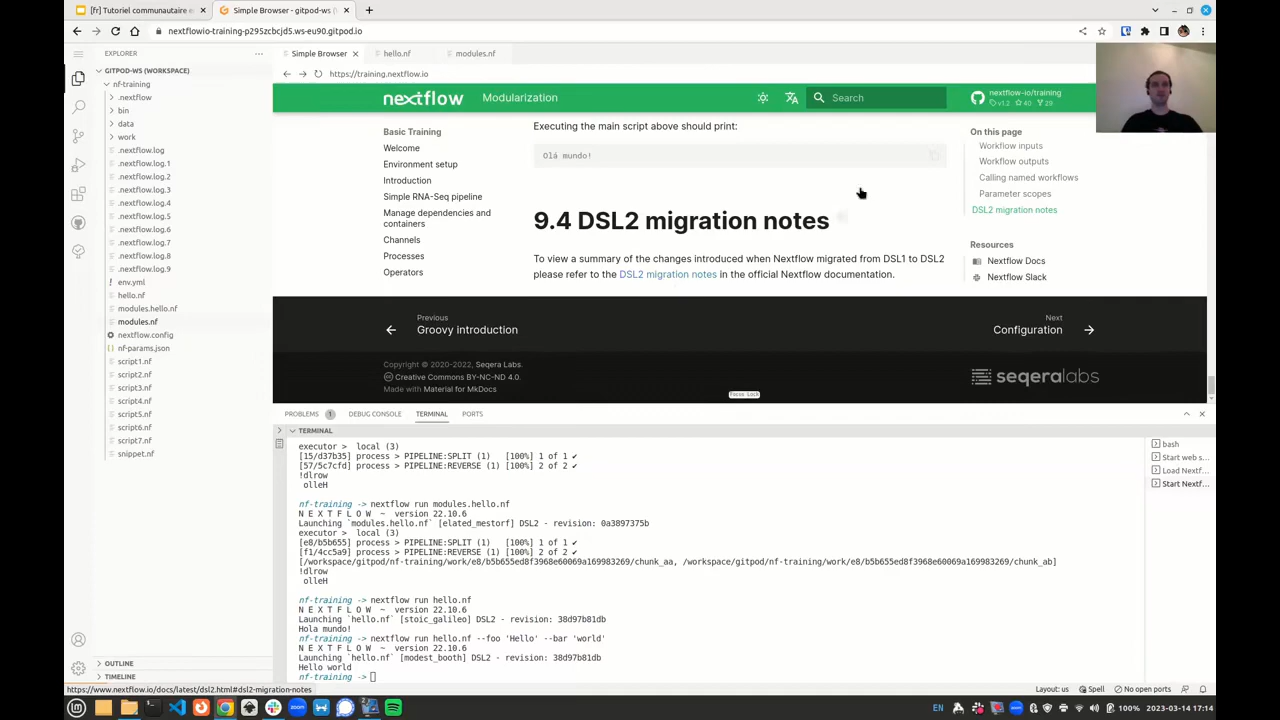 [fr] Tutoriel communautaire e
Simple Browser - gitpod-ws (
nextflowio-training-p295zcbcjd5.ws-eu90.gitpod.io
EXPLORER
GITPOD-WS (WORKSPACE)
nf-training
.nextflow
bin
data
work
.nextflow.log
.nextflow.log.1
.nextflow.log.2
.nextflow.log.3
.nextflow.log.4
.nextflow.log.5
.nextflow.log.6
.nextflow.log.7
.nextflow.log.8
.nextflow.log.9
env.yml
hello.nf
modules.hello.nf
modules.nf
nextflow.config
nf-params.json
script1.nf
script2.nf
script3.nf
script4.nf
script5.nf
script6.nf
script7.nf
snippet.nf
OUTLINE
TIMELINE
Simple Browser
hello.nf
modules.nf
https://training.nextflow.io
nextflow
Modularization
Search
nextflow-io/training
v1.2 40 29
Basic Training
Welcome
Environment setup
Introduction
Simple RNA-Seq pipeline
Manage dependencies and
containers
Channels
Processes
Operators
Executing the main script above should print:
Olá mundo!
9.4 DSL2 migration notes
To view a summary of the changes introduced when Nextflow migrated from DSL1 to DSL2
please refer to the DSL2 migration notes in the official Nextflow documentation.
On this page
Workflow inputs
Workflow outputs
Calling named workflows
Parameter scopes
DSL2 migration notes
Resources
Nextflow Docs
Nextflow Slack
Previous
Groovy introduction
Next
Configuration
Copyright © 2020-2022, Seqera Labs.
Creative Commons BY-NC-ND 4.0.
Made with Material for MkDocs
seqeralabs
Focus Lock
PROBLEMS 1
DEBUG CONSOLE
TERMINAL
PORTS
TERMINAL
executor > local (3)
[15/d37b35] process > PIPELINE:SPLIT (1) [100%] 1 of 1 ✔
[57/5c7cfd] process > PIPELINE:REVERSE (1) [100%] 2 of 2 ✔
!dlrow
olleH
nf-training -> nextflow run modules.hello.nf
N E X T F L O W ~ version 22.10.6
Launching `modules.hello.nf` [elated_mestorf] DSL2 - revision: 0a3897375b
executor > local (3)
[e8/b5b655] process > PIPELINE:SPLIT (1) [100%] 1 of 1 ✔
[f1/4cc5a9] process > PIPELINE:REVERSE (1) [100%] 2 of 2 ✔
[/workspace/gitpod/nf-training/work/e8/b5b655ed8f3968e60069a169983269/chunk_aa, /workspace/gitpod/nf-training/work/e8/b5b655ed8f3968e60069a169983269/chunk_ab]
!dlrow
olleH
nf-training -> nextflow run hello.nf
N E X T F L O W ~ version 22.10.6
Launching `hello.nf` [stoic_galileo] DSL2 - revision: 38d97b81db
Hola mundo!
nf-training -> nextflow run hello.nf --foo 'Hello' --bar 'world'
N E X T F L O W ~ version 22.10.6
Launching `hello.nf` [modest_booth] DSL2 - revision: 38d97b81db
Hello world
nf-training ->
bash
Start web s...
Load Nextf...
Start Nextf...
https://www.nextflow.io/docs/latest/dsl2.html#dsl2-migration-notes
Layout: us
Spell
No open ports
zoom
zoom
EN
100%
2023-03-14 17:14